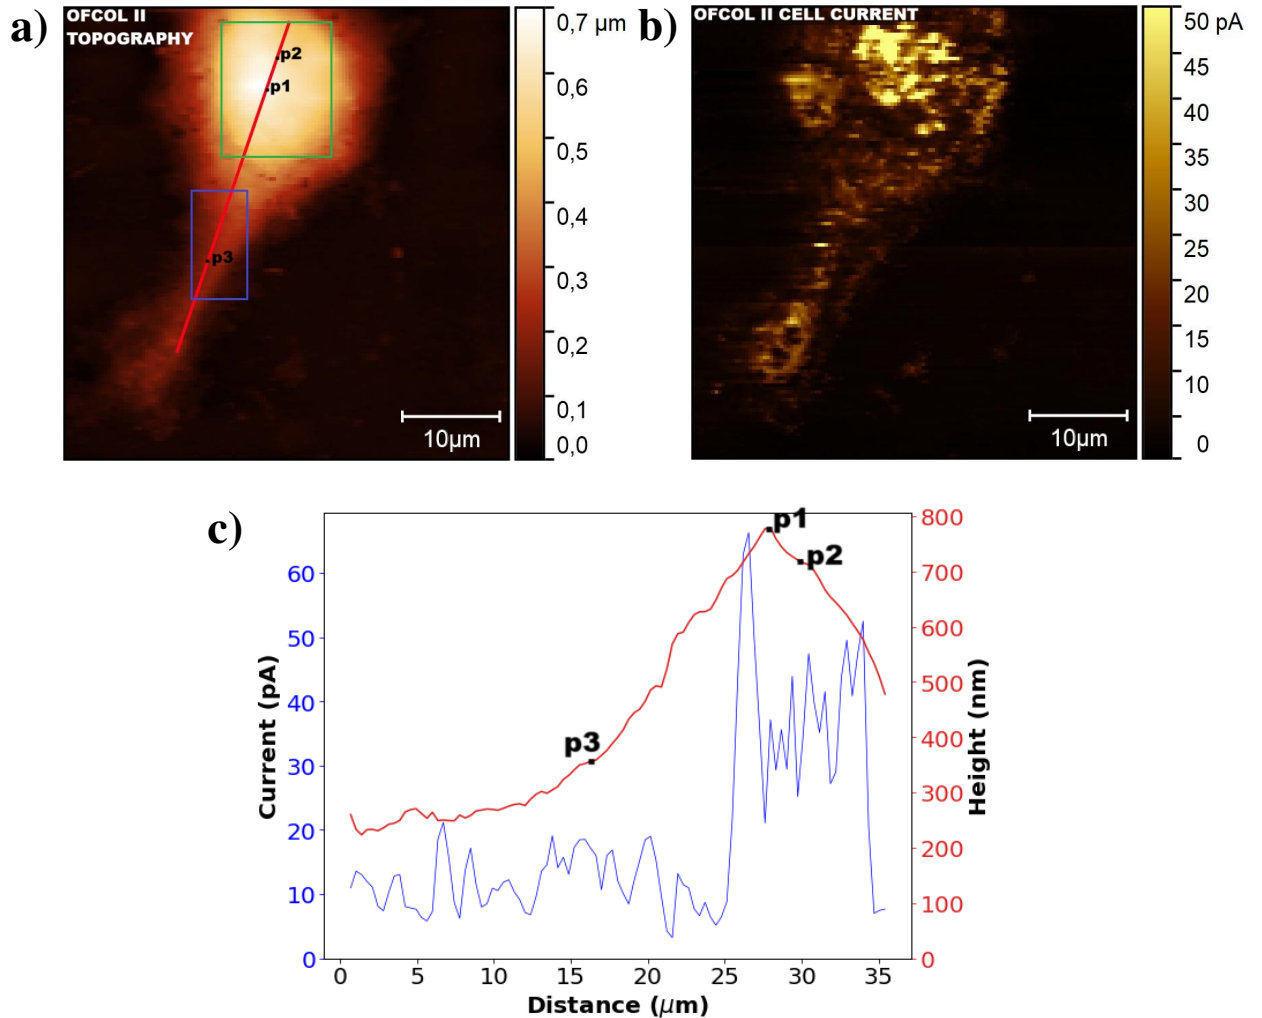 a)
OFCOL II
TOPOGRAPHY
p2
p1
p3
10µm
0,7 µm
0,6
0,5
0,4
0,3
0,2
0,1
0,0
b)
OFCOL II CELL CURRENT
10µm
50 pA
45
40
35
30
25
20
15
10
0
c)
Current (pA)
60
50
40
30
20
10
0
p3
p1
p2
800
700
600
500
400
300
200
100
0
Height (nm)
0 5 10 15 20 25 30 35
Distance (µm)